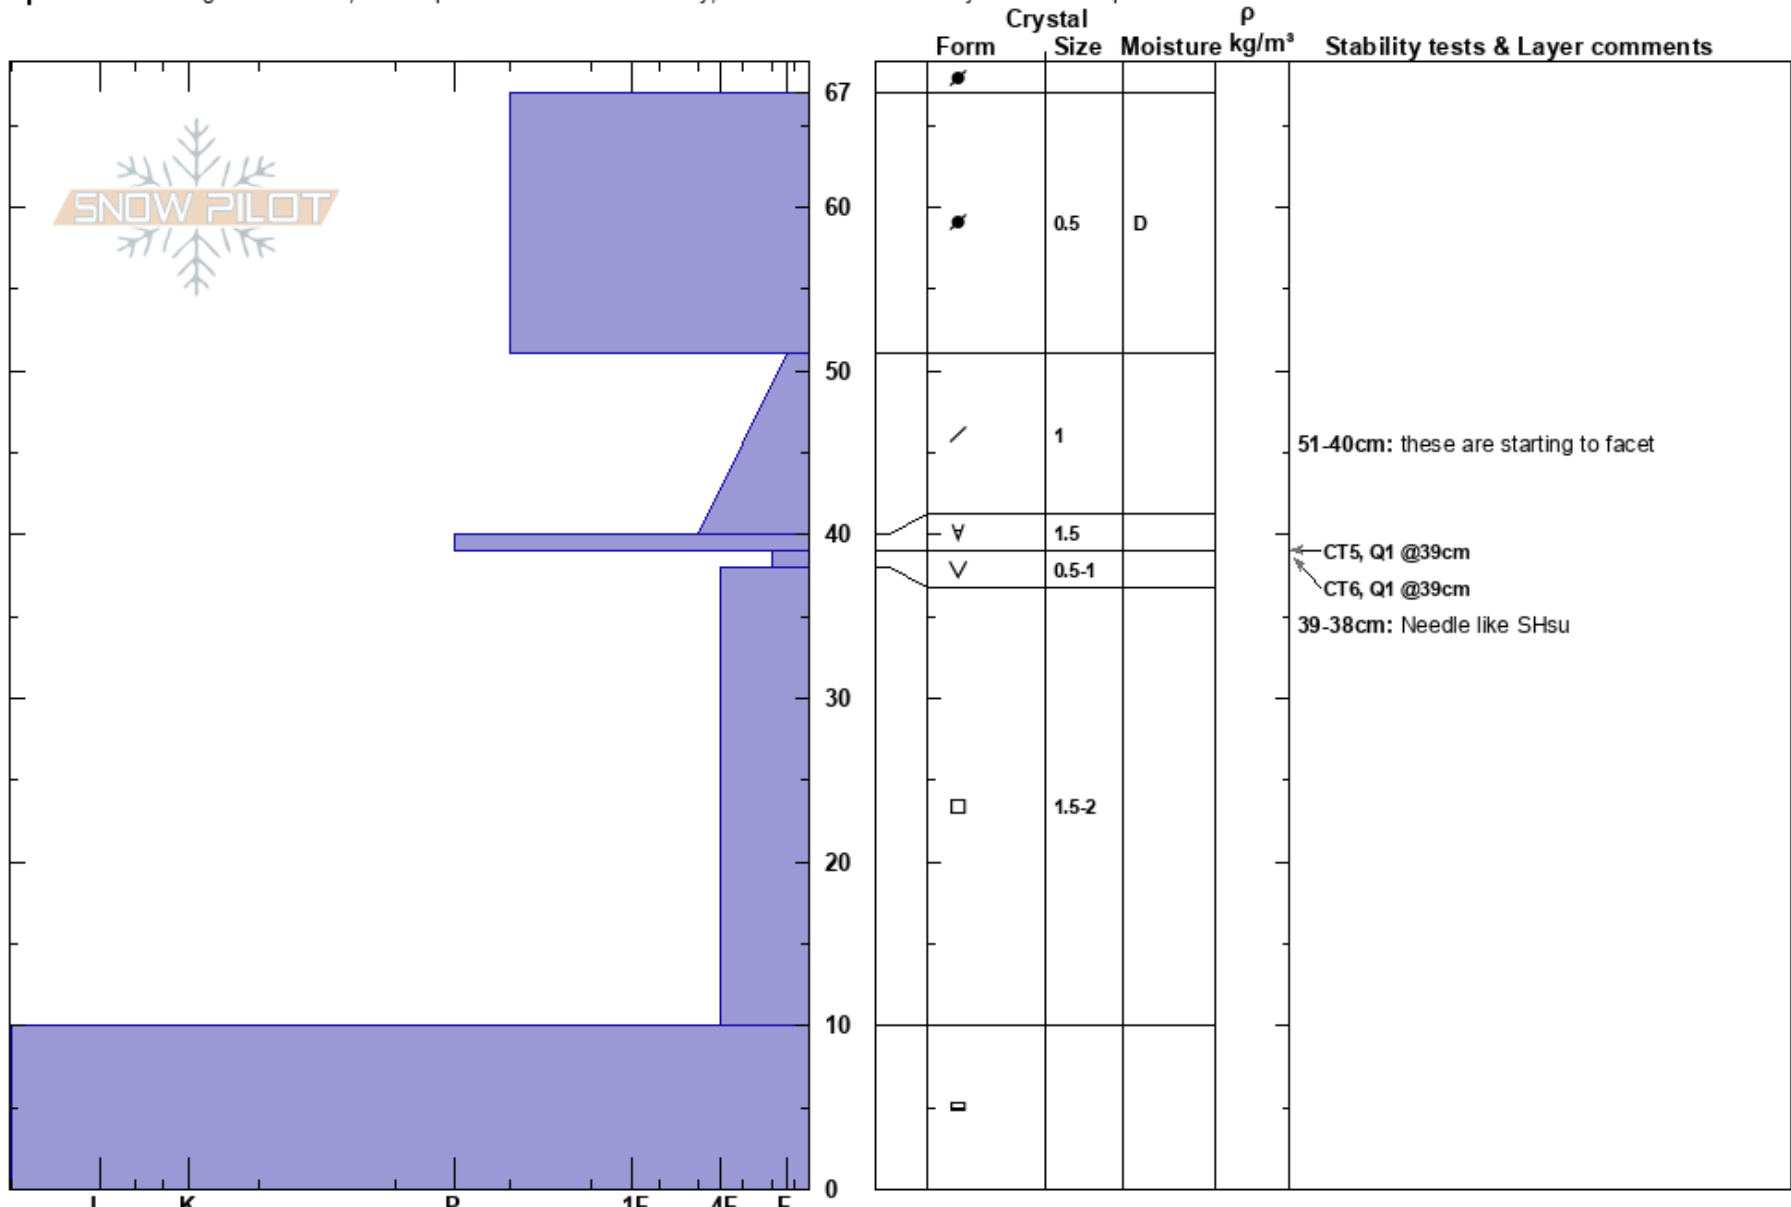 Crystal
ρ
Form Size Moisture kg/m³ Stability tests & Layer comments
67
SNOW PILOT
60
0.5 D
50
1
51-40cm: these are starting to facet
40
1.5
CT5, Q1 @39cm
0.5-1
CT6, Q1 @39cm
39-38cm: Needle like SHsu
30
1.5-2
20
10
0
I K P 1F 4F F